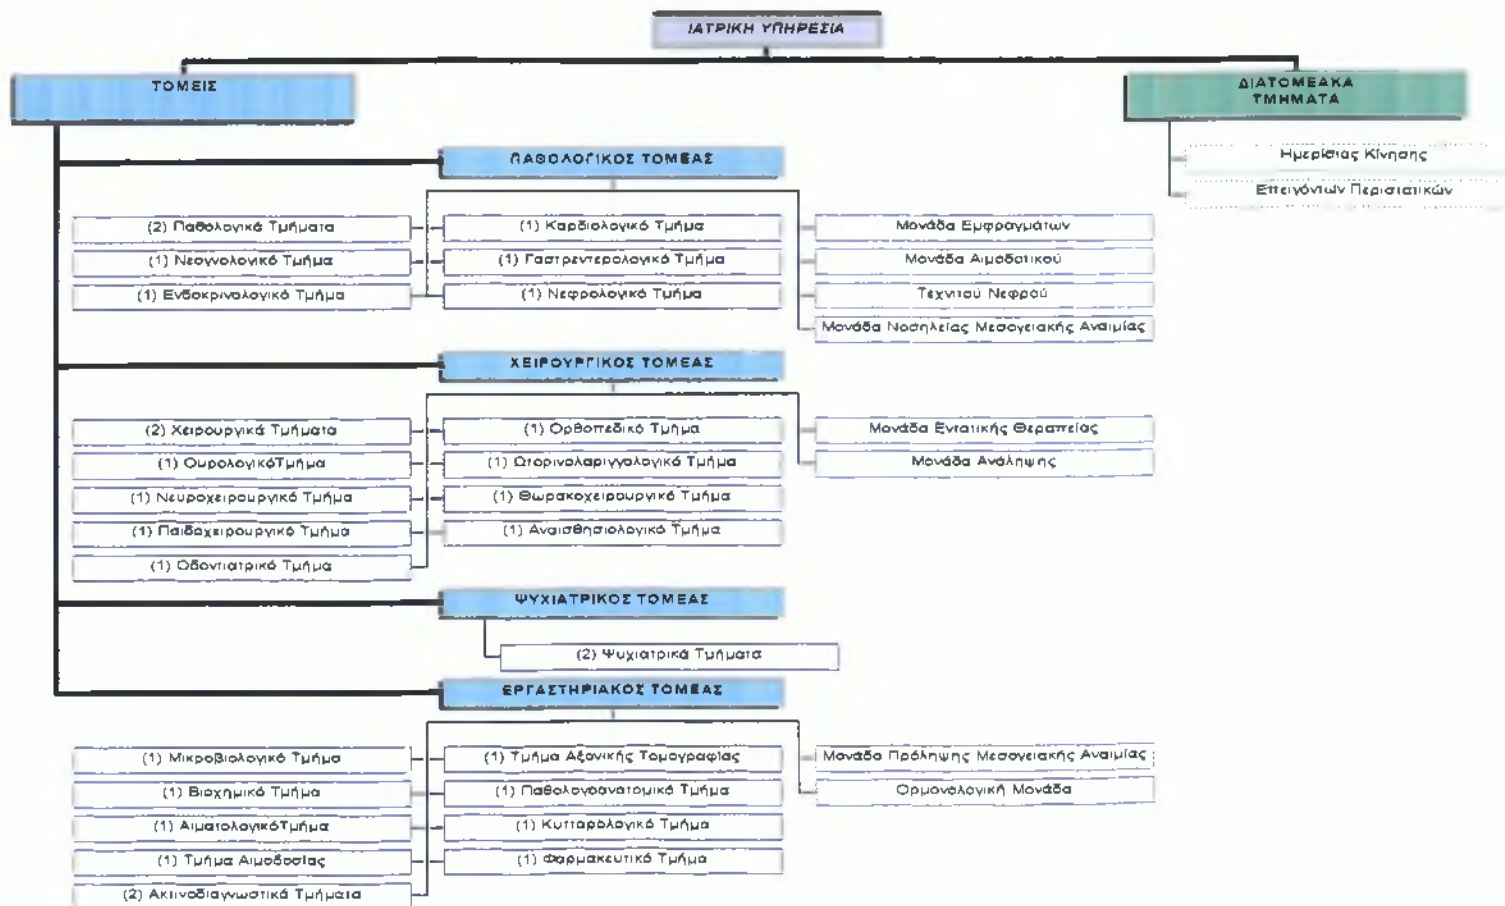 ΙΑΤΡΙΚΗ ΥΠΗΡΕΣΙΑ
ΤΟΜΕΙΣ
ΔΙΑΤΟΜΕΑΚΑ
ΤΜΗΜΑΤΑ
Ημερίσιας Κίνησης
Επειγόντων Περιστατικών
ΠΑΘΟΛΟΓΙΚΟΣ ΤΟΜΕΑΣ
(2) Παθολογικά Τμήματα
(1) Καρδιολογικό Τμήμα
Μονάδα Εμφραγμάτων
(1) Νεογνολογικό Τμήμα
(1) Γαστρεντερολογικό Τμήμα
Μονάδα Αιμοδοτικού
(1) Ενδοκρινολογικό Τμήμα
(1) Νεφρολογικό Τμήμα
Τεχνιτού Νεφρού
Μονάδα Νοσηλείας Μεσογειακής Αναιμίας
ΧΕΙΡΟΥΡΓΙΚΟΣ ΤΟΜΕΑΣ
(2) Χειρουργικά Τμήματα
(1) Ορθοπεδικό Τμήμα
Μονάδα Εντατικής Θεραπείας
(1) ΟυρολογικόΤμήμα
(1) Ωτορινολαριγγολογικό Τμήμα
Μονάδα Ανάληψης
(1) Νευροχειρουργικό Τμήμα
(1) Θωρακοχειρουργικό Τμήμα
(1) Παιδοχειρουργικό Τμήμα
(1) Αναισθησιολογικό Τμήμα
(1) Οδοντιατρικό Τμήμα
ΨΥΧΙΑΤΡΙΚΟΣ ΤΟΜΕΑΣ
(2) Ψυχιατρικά Τμήματα
ΕΡΓΑΣΤΗΡΙΑΚΟΣ ΤΟΜΕΑΣ
(1) Μικροβιολογικό Τμήμα
(1) Τμήμα Αξονικής Τομογραφίας
Μονάδα Πρόληψης Μεσογειακής Αναιμίας
(1) Βιοχημικό Τμήμα
(1) Παθολογοανατομικό Τμήμα
Ορμονολογική Μονάδα
(1) ΑιματολογικόΤμήμα
(1) Κυτταρολογικό Τμήμα
(1) Τμήμα Αιμοδοσίας
(1) Φαρμακευτικό Τμήμα
(2) Ακτινοδιαγνωστικά Τμήματα